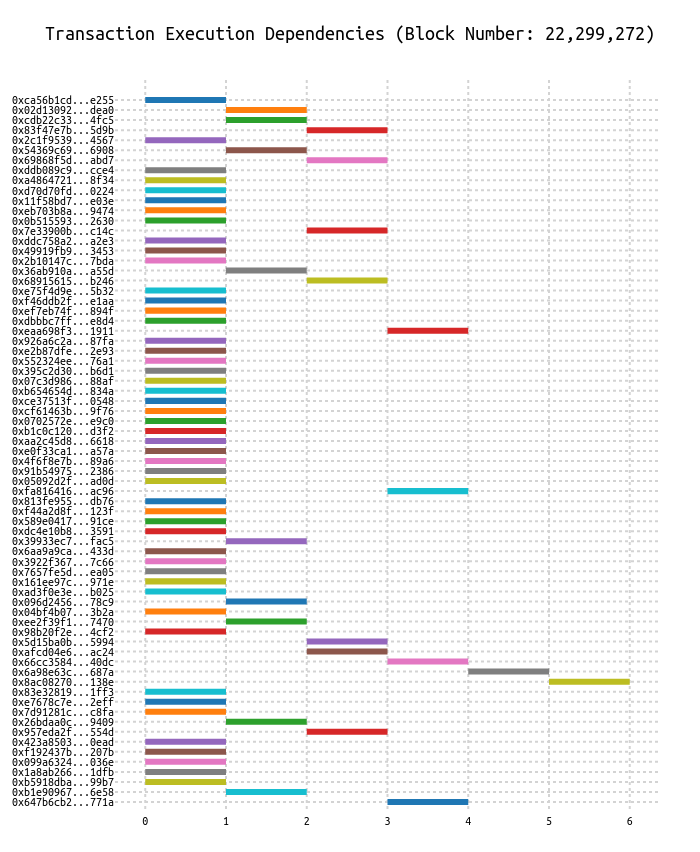 Transaction Execution Dependencies (Block Number: 22,299,272)
0xca56b1cd...e255
0x02d13092...dea0
0xcdb22c33...4fc5
0x83f47e7b...5d9b
0x2c1f9539...4567
0x54369c69...6908
0x69868f5d...abd7
0xddb089c9...cce4
0xa4864721...8f34
0xd70d70fd...0224
0x11f58bd7...e03e
0xeb703b8a...9474
0x0b515593...2630
0x7e33900b...c14c
0xddc758a2...a2e3
0x49919fb9...3453
0x2b10147c...7bda
0x36ab910a...a55d
0x68915615...b246
0xe75f4d9e...5b32
0xf46ddb2f...e1aa
0xef7eb74f...894f
0xdbbbc7ff...e8d4
0xeaa698f3...1911
0x926a6c2a...87fa
0xe2b87dfe...2e93
0x552324ee...76a1
0x395c2d30...b6d1
0x07c3d986...88af
0xb654654d...834a
0xce37513f...0548
0xcf61463b...9f76
0x0702572e...e9c0
0xb1c0c120...d3f2
0xaa2c45d8...6618
0xe0f33ca1...a57a
0x4f6f8e7b...89a6
0x91b54975...2386
0x05092d2f...ad0d
0xfa816416...ac96
0x813fe955...db76
0xf44a2d8f...123f
0x589e0417...91ce
0xdc4e10b8...3591
0x39933ec7...fac5
0x6aa9a9ca...433d
0x3922f367...7c66
0x7657fe5d...ea05
0x161ee97c...971e
0xad3f0e3e...b025
0x096d2456...78c9
0x04bf4b07...3b2a
0xee2f39f1...7470
0x98b20f2e...4cf2
0x5d15ba0b...5994
0xafcd04e6...ac24
0x66cc3584...40dc
0x6a98e63c...687a
0x8ac08270...138e
0x83e32819...1ff3
0xe7678c7e...2eff
0x7d91281c...c8fa
0x26bdaa0c...9409
0x957eda2f...554d
0x423a8503...0ead
0xf192437b...207b
0x099a6324...036e
0x1a8ab266...1dfb
0xb5918dba...99b7
0xb1e90967...6e58
0x647b6cb2...771a
0 1 2 3 4 5 6